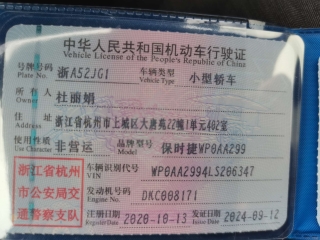 中华人民共和国机动车行驶证
Vehicle License of the People's Republic of China
号牌号码 浙A52JG1 车辆类型 小型轿车
Plate No. Vehicle Type
所有人 杜丽娟
Owner
住址 浙江省杭州市上城区大唐苑22幢1单元402室
Address
使用性质 非营运 品牌型号 保时捷WP0AA299
Use Character Model
浙江省杭州市公安局交通警察支队
车辆识别代号 WP0AA2994LS206347
VIN
发动机号码 DKC008171
Engine No.
注册日期 2020-10-13 发证日期 2024-09-12
Register Date Issue Date